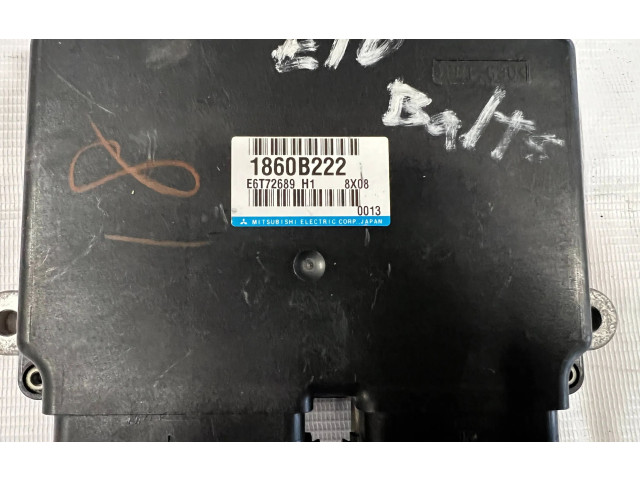 Balts
1860B222
E6T72689 H1 8X08
0013
MITSUBISHI ELECTRIC CORP. JAPAN